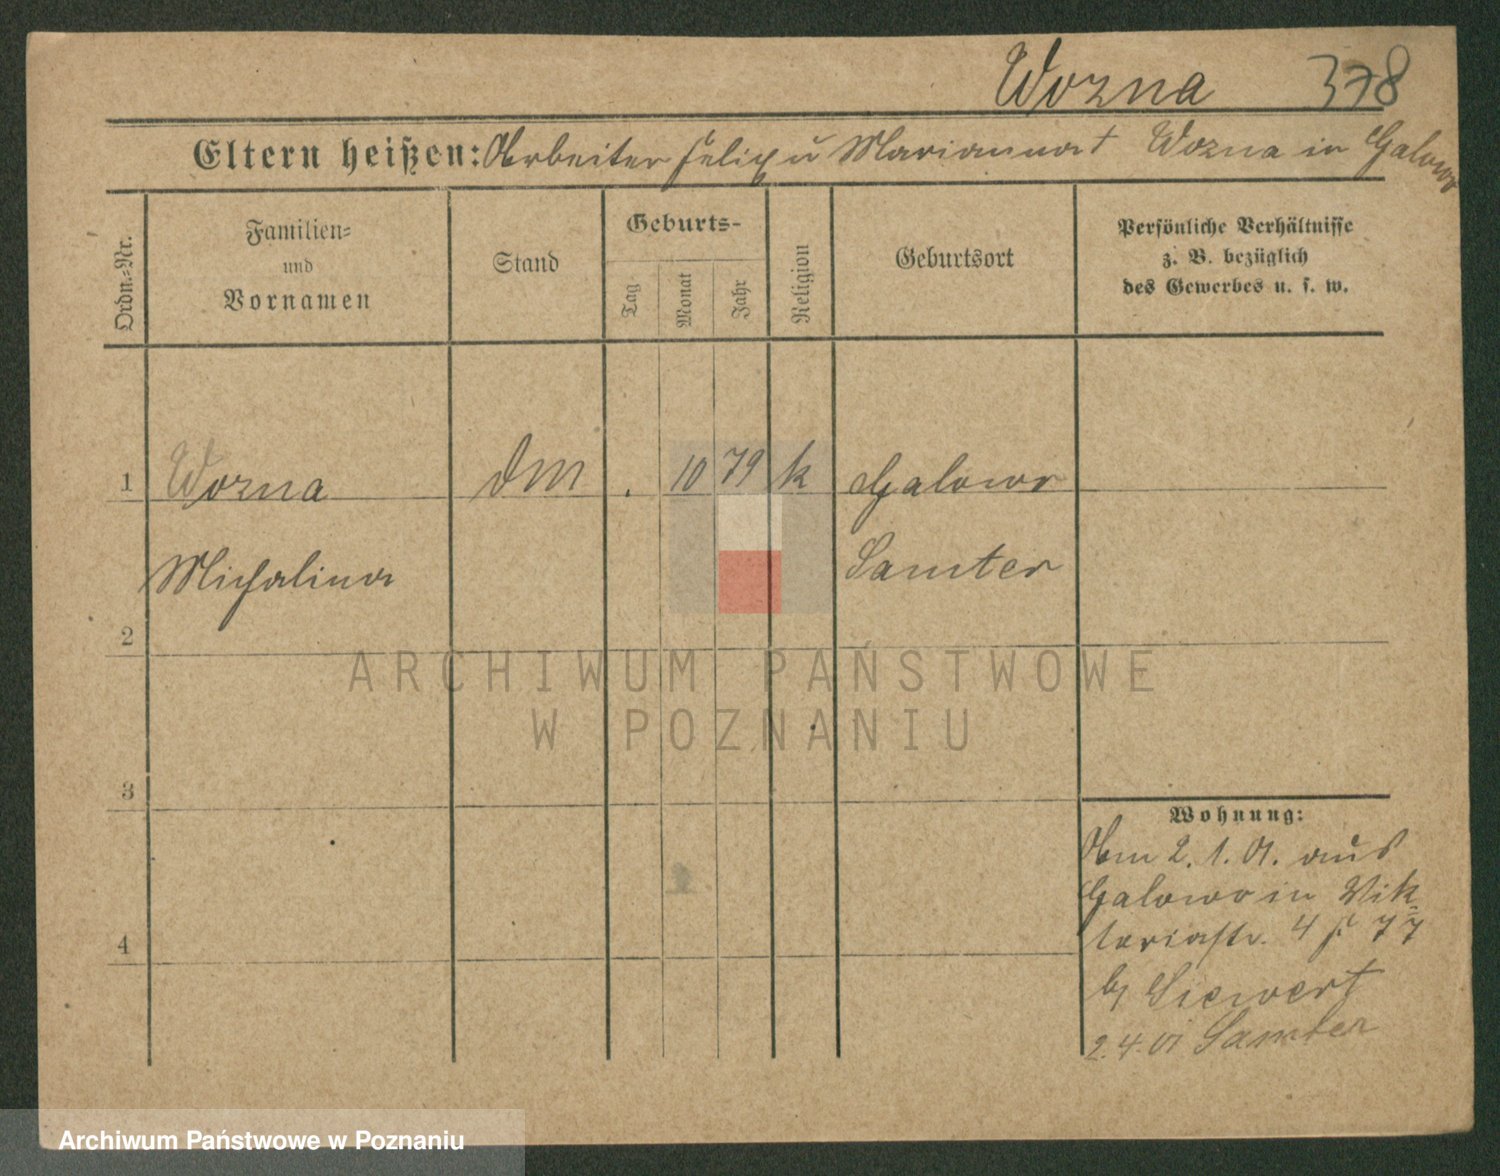 Wozna 378
Eltern heißen: Arbeiter Felix u Marianna t Wozna in Galowo
Ordn.-Nr.
Familien-
und
Vornamen
Stand
Geburts-
Tag
Monat
Jahr
Religion
Geburtsort
Persönliche Verhältnisse
z. B. bezüglich
des Gewerbes u. s. w.
1 Wozna DM . 10 79 k Galowo
Michalina Samter
2
ARCHIWUM PAŃSTWOWE
W POZNANIU
3
Wohnung:
Am 2.1.01. aus
Galowo in Vik-
toriastr. 4
b/ Siewert
2.4.01 Samter
4
Archiwum Państwowe w Poznaniu